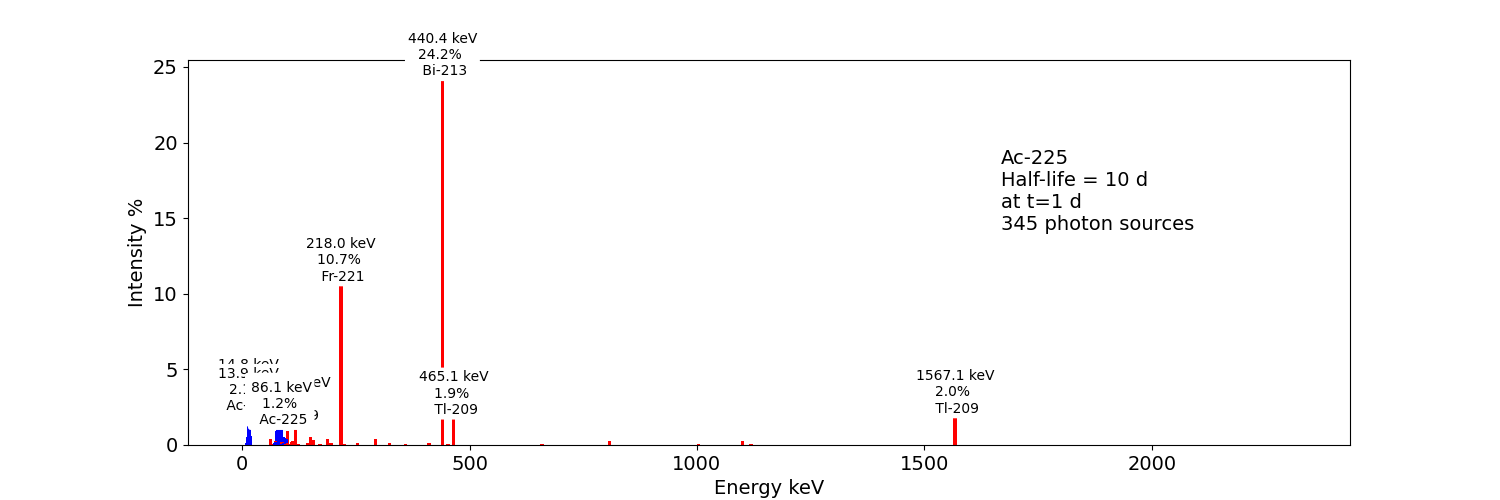 440.4 keV
24.2%
Bi-213
218.0 keV
10.7%
Fr-221
13.9 keV
86.1 keV
1.2%
Ac-225
465.1 keV
1.9%
Tl-209
1567.1 keV
2.0%
Tl-209
Ac-225
Half-life = 10 d
at t=1 d
345 photon sources
25
20
15
10
5
0
Intensity %
0
500
1000
1500
2000
Energy keV